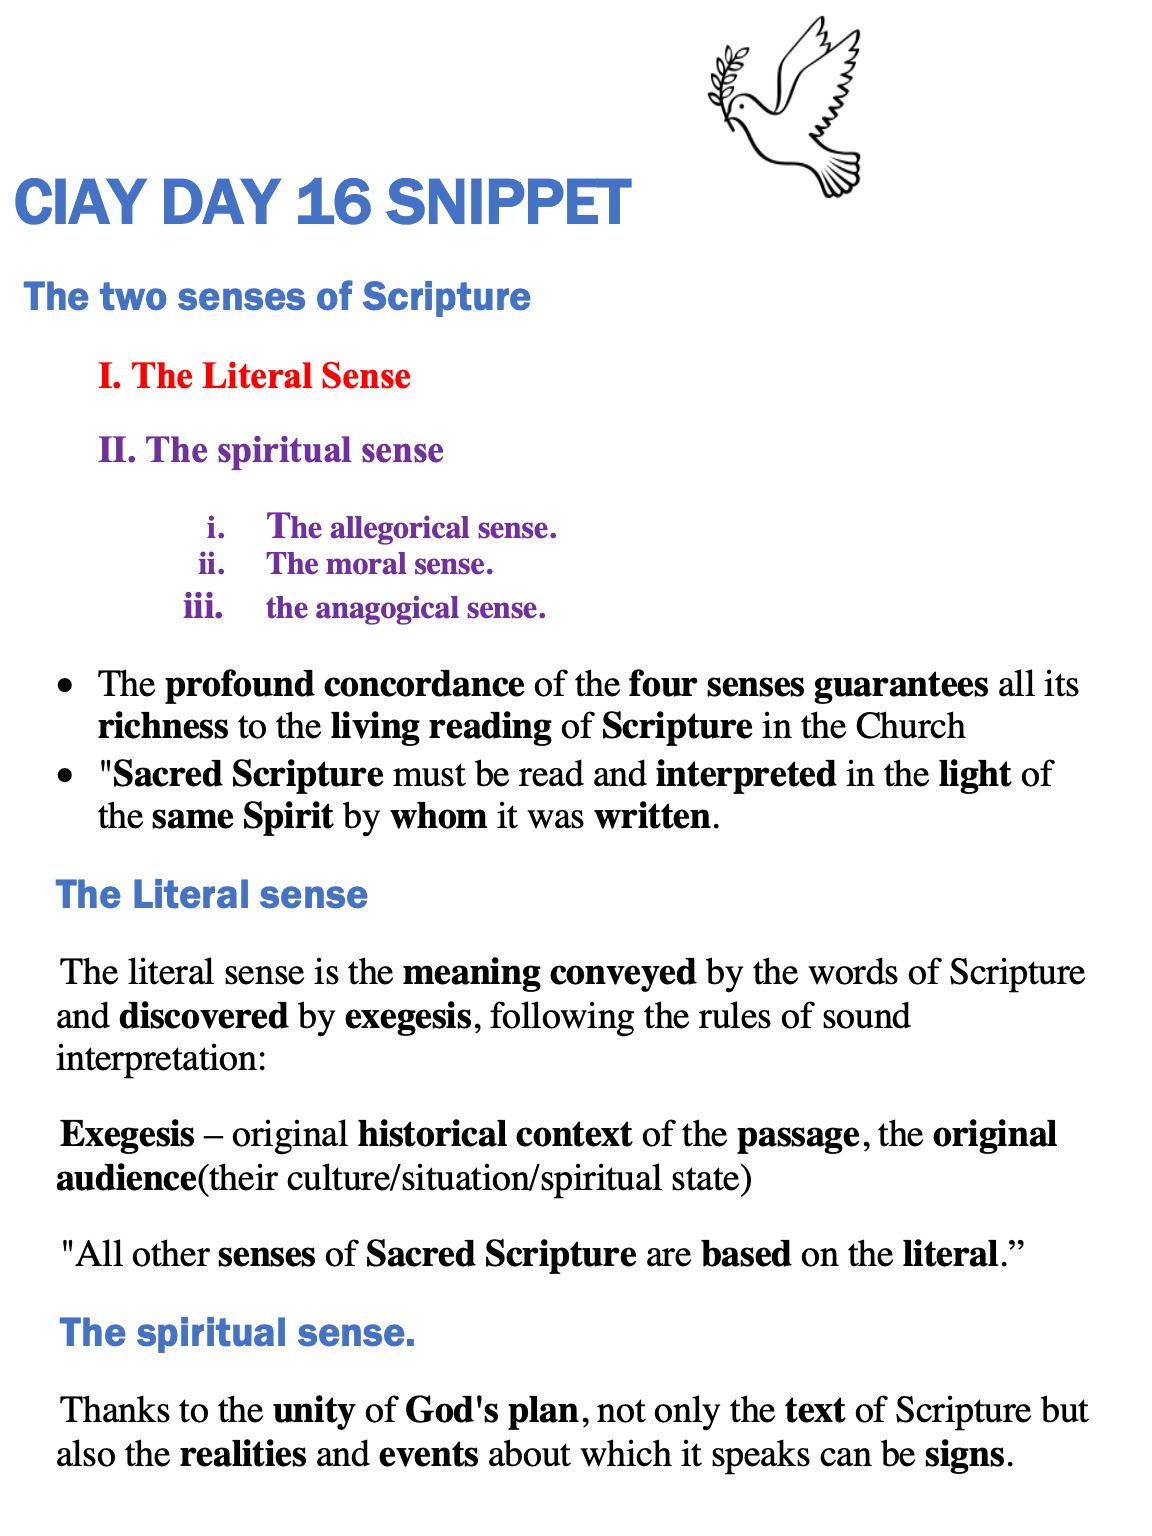 CIAY DAY 16 SNIPPET
The two senses of Scripture
I. The Literal Sense
II. The spiritual sense
i. The allegorical sense.
ii. The moral sense.
iii. the anagogical sense.
• The profound concordance of the four senses guarantees all its
richness to the living reading of Scripture in the Church
• "Sacred Scripture must be read and interpreted in the light of
the same Spirit by whom it was written.
The Literal sense
The literal sense is the meaning conveyed by the words of Scripture
and discovered by exegesis, following the rules of sound
interpretation:
Exegesis – original historical context of the passage, the original
audience(their culture/situation/spiritual state)
"All other senses of Sacred Scripture are based on the literal.”
The spiritual sense.
Thanks to the unity of God's plan, not only the text of Scripture but
also the realities and events about which it speaks can be signs.